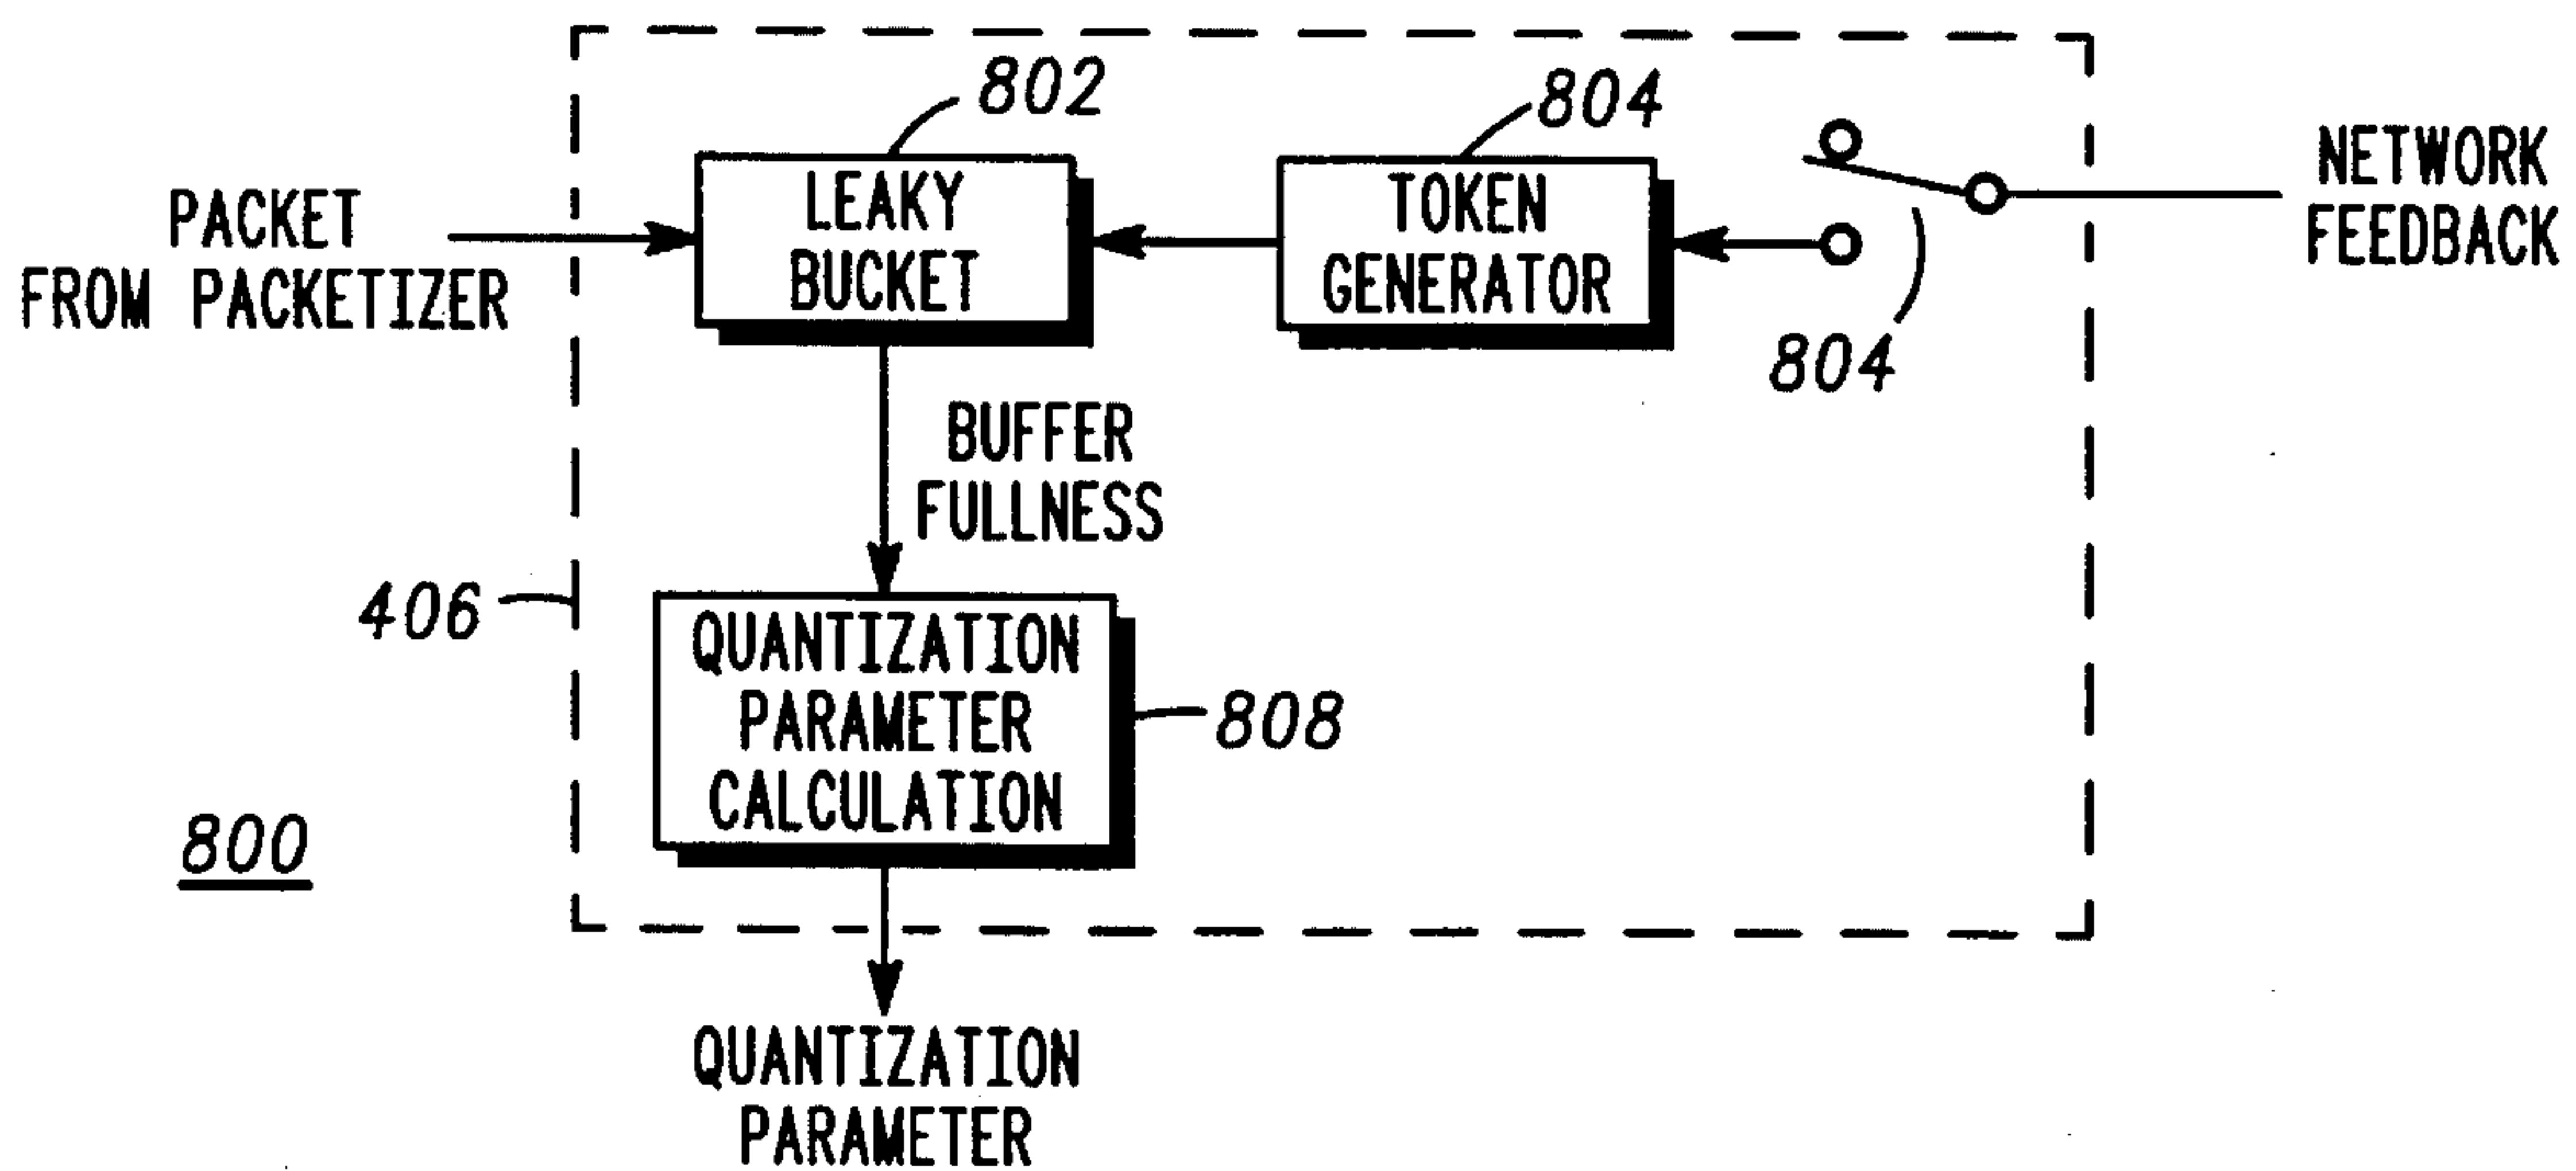 802
804
PACKET
FROM PACKETIZER
LEAKY
BUCKET
TOKEN
GENERATOR
NETWORK
FEEDBACK
804
BUFFER
FULLNESS
406
QUANTIZATION
PARAMETER
CALCULATION
808
800
QUANTIZATION
PARAMETER